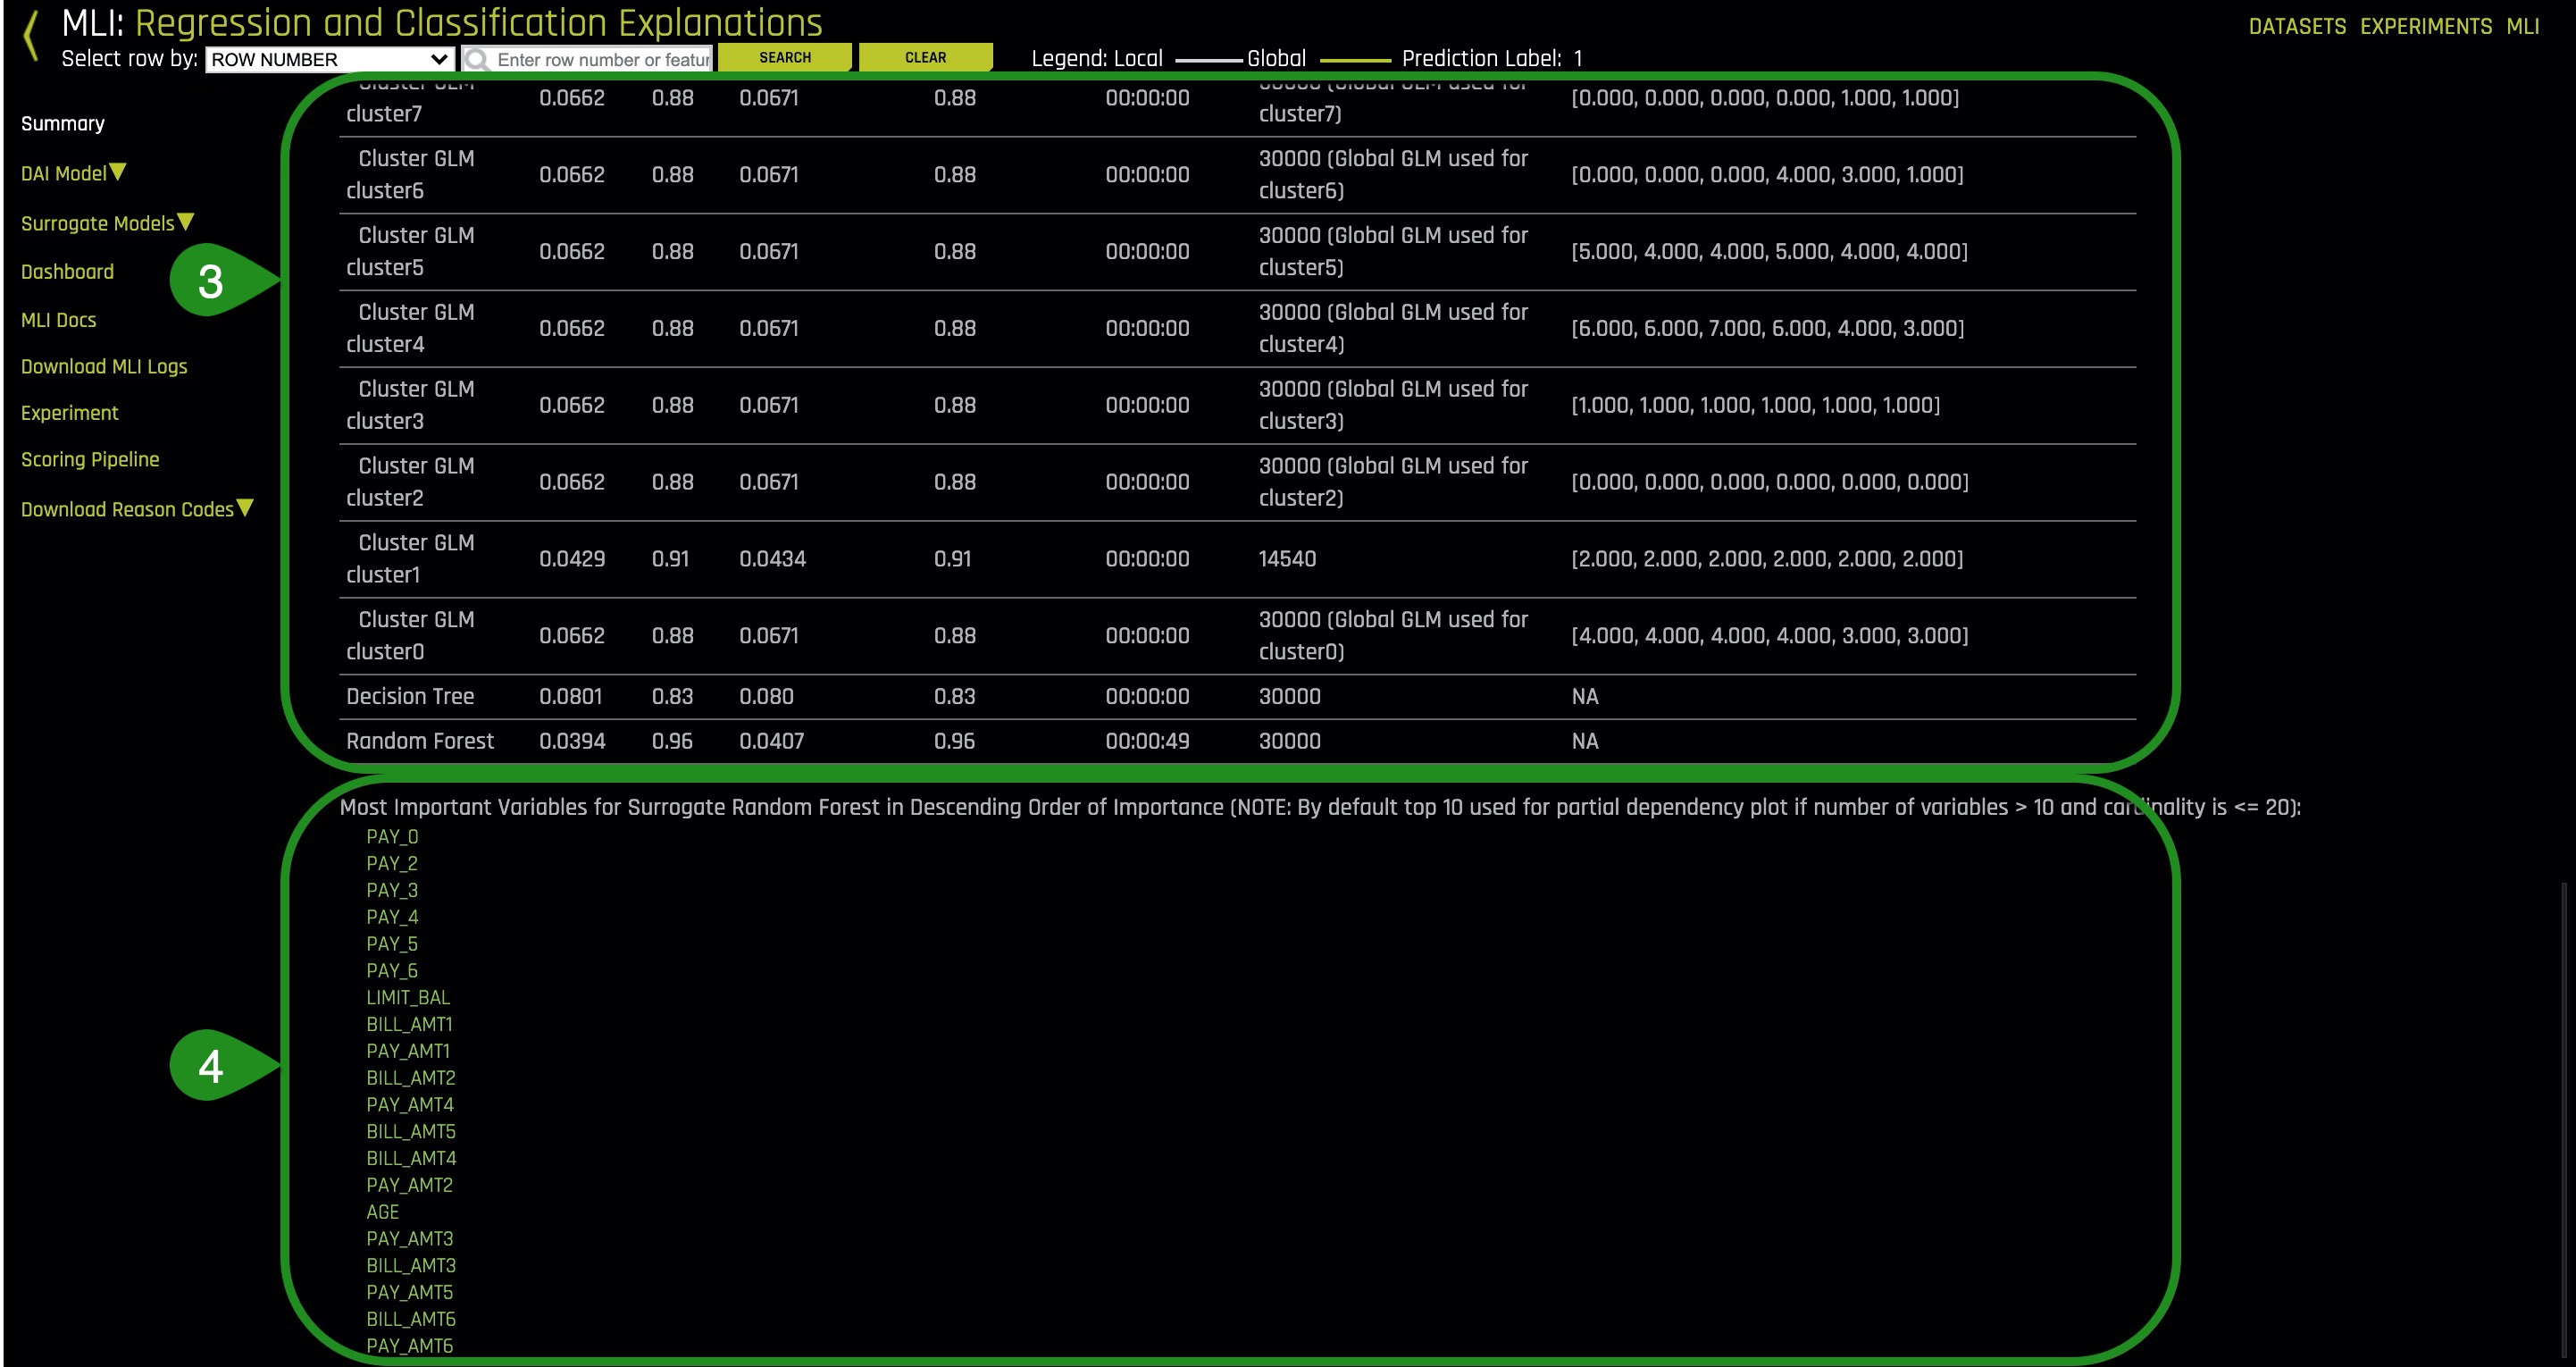 MLI: Regression and Classification Explanations
DATASETS EXPERIMENTS MLI
Select row by: ROW NUMBER Enter row number or featur SEARCH CLEAR Legend: Local Global Prediction Label: 1
Summary
DAI Model
Surrogate Models
Dashboard
MLI Docs
Download MLI Logs
Experiment
Scoring Pipeline
Download Reason Codes
3
Cluster GLM 30000 (Global GLM used for
cluster7 0.0662 0.88 0.0671 0.88 00:00:00 cluster7) [0.000, 0.000, 0.000, 0.000, 1.000, 1.000]
Cluster GLM 30000 (Global GLM used for
cluster6 0.0662 0.88 0.0671 0.88 00:00:00 cluster6) [0.000, 0.000, 0.000, 4.000, 3.000, 1.000]
Cluster GLM 30000 (Global GLM used for
cluster5 0.0662 0.88 0.0671 0.88 00:00:00 cluster5) [5.000, 4.000, 4.000, 5.000, 4.000, 4.000]
Cluster GLM 30000 (Global GLM used for
cluster4 0.0662 0.88 0.0671 0.88 00:00:00 cluster4) [6.000, 6.000, 7.000, 6.000, 4.000, 3.000]
Cluster GLM 30000 (Global GLM used for
cluster3 0.0662 0.88 0.0671 0.88 00:00:00 cluster3) [1.000, 1.000, 1.000, 1.000, 1.000, 1.000]
Cluster GLM 30000 (Global GLM used for
cluster2 0.0662 0.88 0.0671 0.88 00:00:00 cluster2) [0.000, 0.000, 0.000, 0.000, 0.000, 0.000]
Cluster GLM
cluster1 0.0429 0.91 0.0434 0.91 00:00:00 14540 [2.000, 2.000, 2.000, 2.000, 2.000, 2.000]
Cluster GLM 30000 (Global GLM used for
cluster0 0.0662 0.88 0.0671 0.88 00:00:00 cluster0) [4.000, 4.000, 4.000, 4.000, 3.000, 3.000]
Decision Tree 0.0801 0.83 0.080 0.83 00:00:00 30000 NA
Random Forest 0.0394 0.96 0.0407 0.96 00:00:49 30000 NA
4
Most Important Variables for Surrogate Random Forest in Descending Order of Importance (NOTE: By default top 10 used for partial dependency plot if number of variables > 10 and cardinality is <= 20):
PAY_0
PAY_2
PAY_3
PAY_4
PAY_5
PAY_6
LIMIT_BAL
BILL_AMT1
PAY_AMT1
BILL_AMT2
PAY_AMT4
BILL_AMT5
BILL_AMT4
PAY_AMT2
AGE
PAY_AMT3
BILL_AMT3
PAY_AMT5
BILL_AMT6
PAY_AMT6